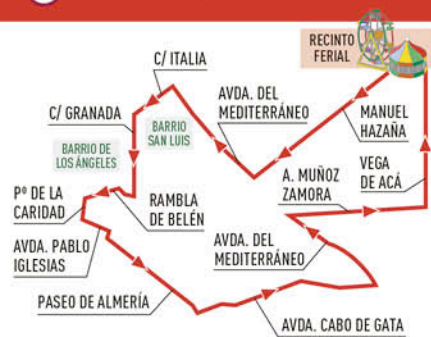 RECINTO
FERIAL
C/ ITALIA
AVDA. DEL
MEDITERRÁNEO
C/ GRANADA
MANUEL
HAZAÑA
BARRIO
SAN LUIS
BARRIO DE
LOS ÁNGELES
VEGA
DE ACÁ
A. MUÑOZ
ZAMORA
Pº DE LA
CARIDAD
RAMBLA
DE BELÉN
AVDA. DEL
MEDITERRÁNEO
AVDA. PABLO
IGLESIAS
PASEO DE ALMERÍA
AVDA. CABO DE GATA